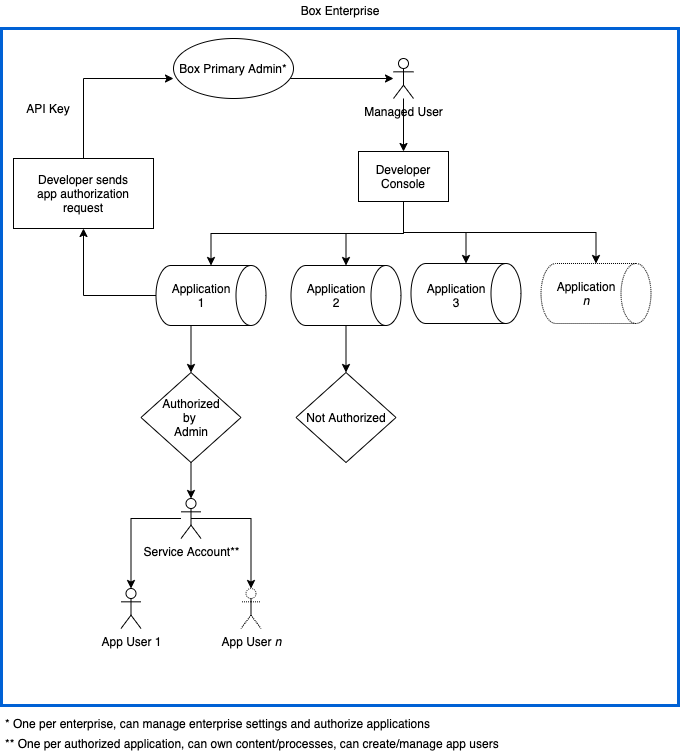 Box Enterprise
Box Primary Admin*
API Key
Managed User
Developer sends
app authorization
request
Developer
Console
Application
1
Application
2
Application
3
Application
n
Authorized
by
Admin
Not Authorized
Service Account**
App User 1
App User n
* One per enterprise, can manage enterprise settings and authorize applications
** One per authorized application, can own content/processes, can create/manage app users